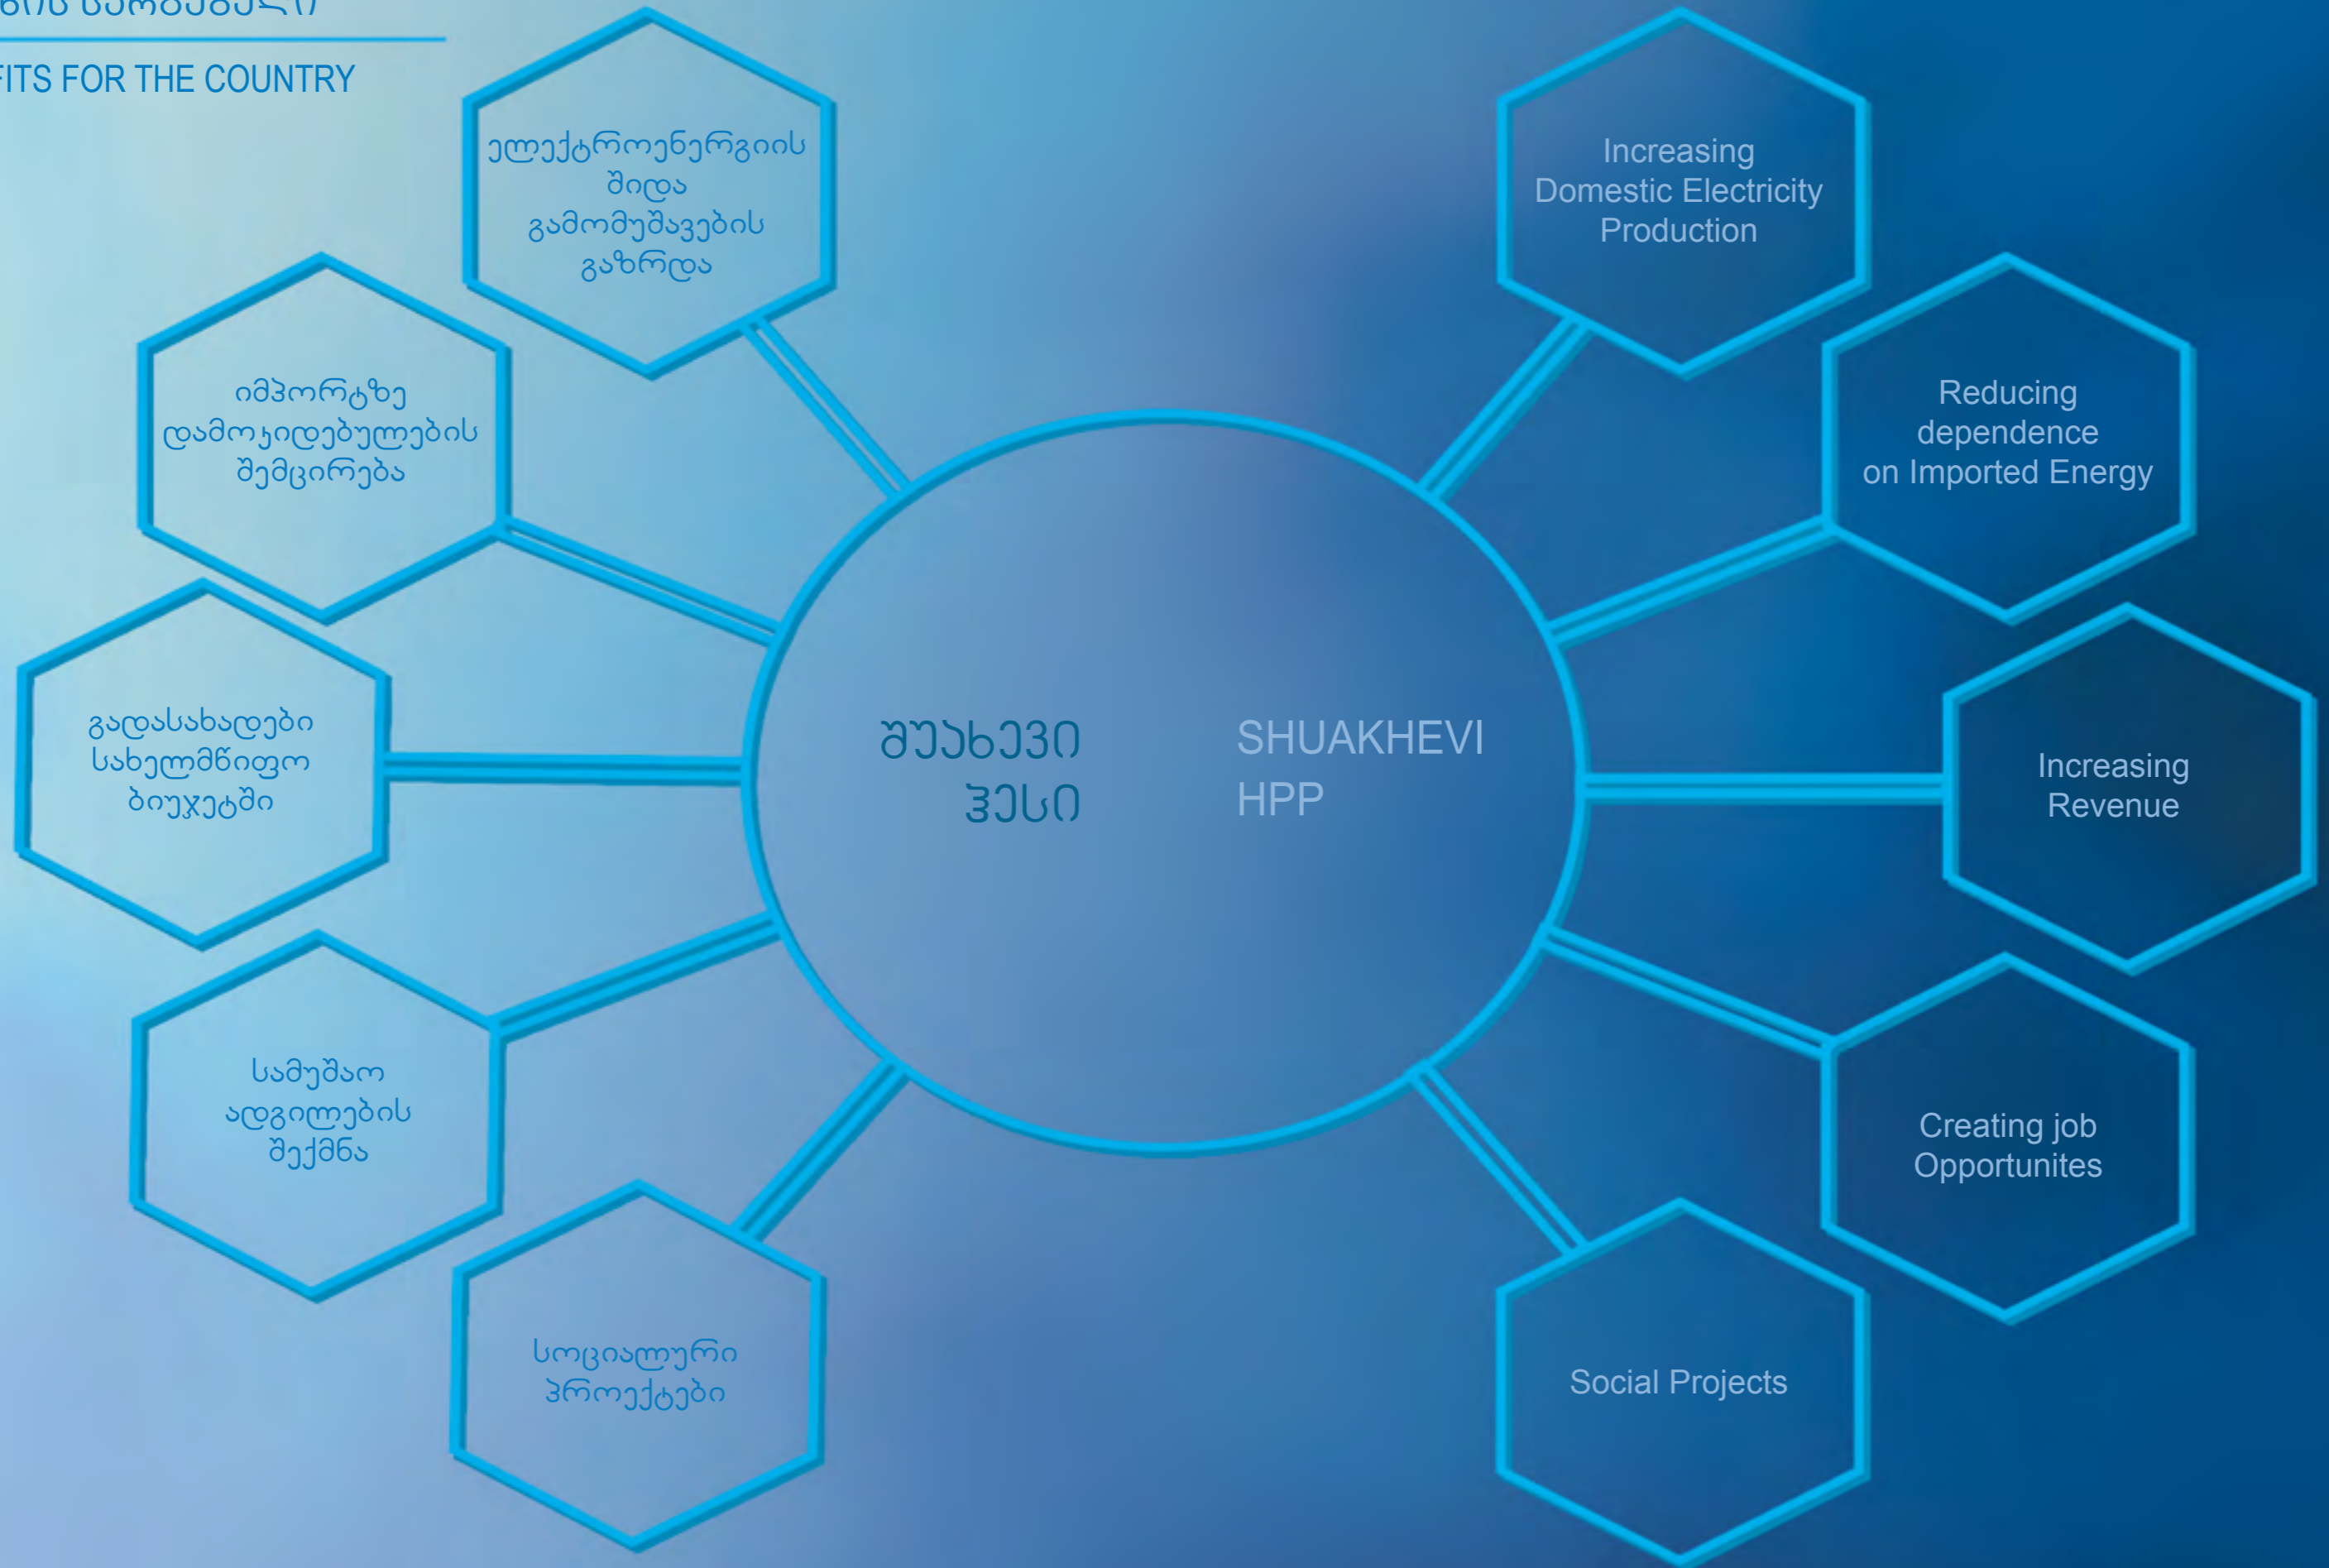 სარგებელი
FITS FOR THE COUNTRY
ელექტროენერგიის
შიდა
გამომუშავების
გაზრდა
იმპორტზე
დამოკიდებულების
შემცირება
გადასახადები
სახელმწიფო
ბიუჯეტში
სამუშაო
ადგილების
შექმნა
სოციალური
პროექტები
შუახევი
ჰესი
SHUAKHEVI
HPP
Increasing
Domestic Electricity
Production
Reducing
dependence
on Imported Energy
Increasing
Revenue
Creating job
Opportunites
Social Projects